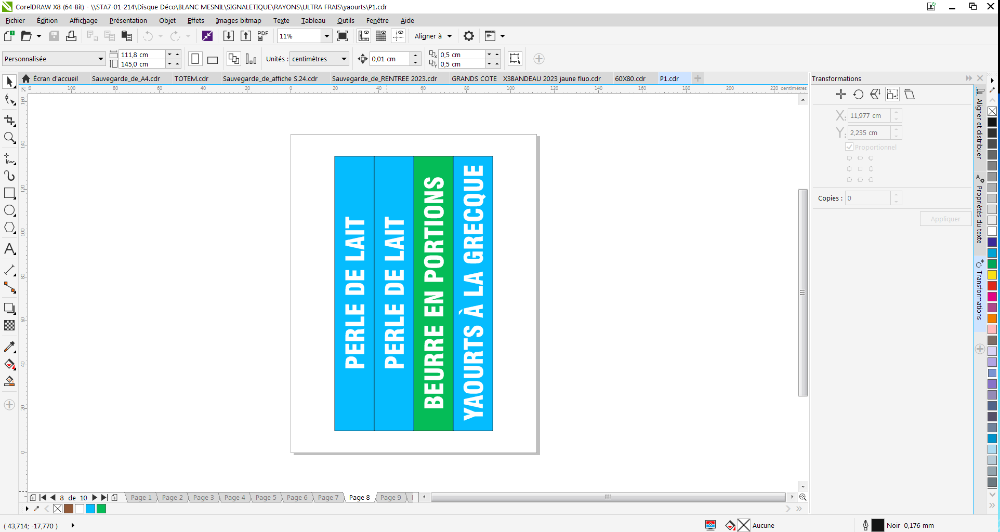 CorelDRAW X8 (64-Bit) - \\STA7-01-214\Disque Déco\BLANC MESNIL\SIGNALETIQUE\RAYONS\ULTRA FRAIS\yaourts\P1.cdr
Fichier Édition Affichage Présentation Objet Effets Images bitmap Texte Tableau Outils Fenêtre Aide
PDF 11% Aligner à
Personnalisée 111,8 cm 145,0 cm Unités : centimètres 0,01 cm 0,5 cm 0,5 cm
Écran d'accueil Sauvegarde_de_A4.cdr TOTEM.cdr Sauvegarde_de_affiche S.24.cdr Sauvegarde_de_RENTREE 2023.cdr GRANDS COTE X3BANDEAU 2023 jaune fluo.cdr 60X80.cdr P1.cdr
Transformations
100 80 60 40 20 0 20 40 60 80 100 120 140 160 180 200 220 centimètres
X: 11,977 cm
Y: 2,235 cm
Proportionnel
Copies : 0
Appliquer
Aligner et distribuer
Propriétés du texte
Transformations
140
120
100
80
60
40
20
0
PERLE DE LAIT
PERLE DE LAIT
BEURRE EN PORTIONS
YAOURTS À LA GRECQUE
8 de 10 Page 1 Page 2 Page 3 Page 4 Page 5 Page 6 Page 7 Page 8 Page 9
( 43,714; -17,770 ) Aucune Noir 0,176 mm